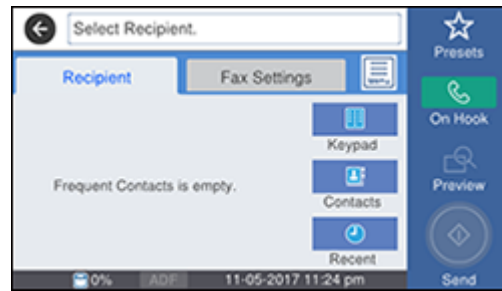 Select Recipient.
Presets
Recipient
Fax Settings
Menu
On Hook
Keypad
Frequent Contacts is empty.
Contacts
Preview
Recent
0%
ADF
11-05-2017 11:24 pm
Send